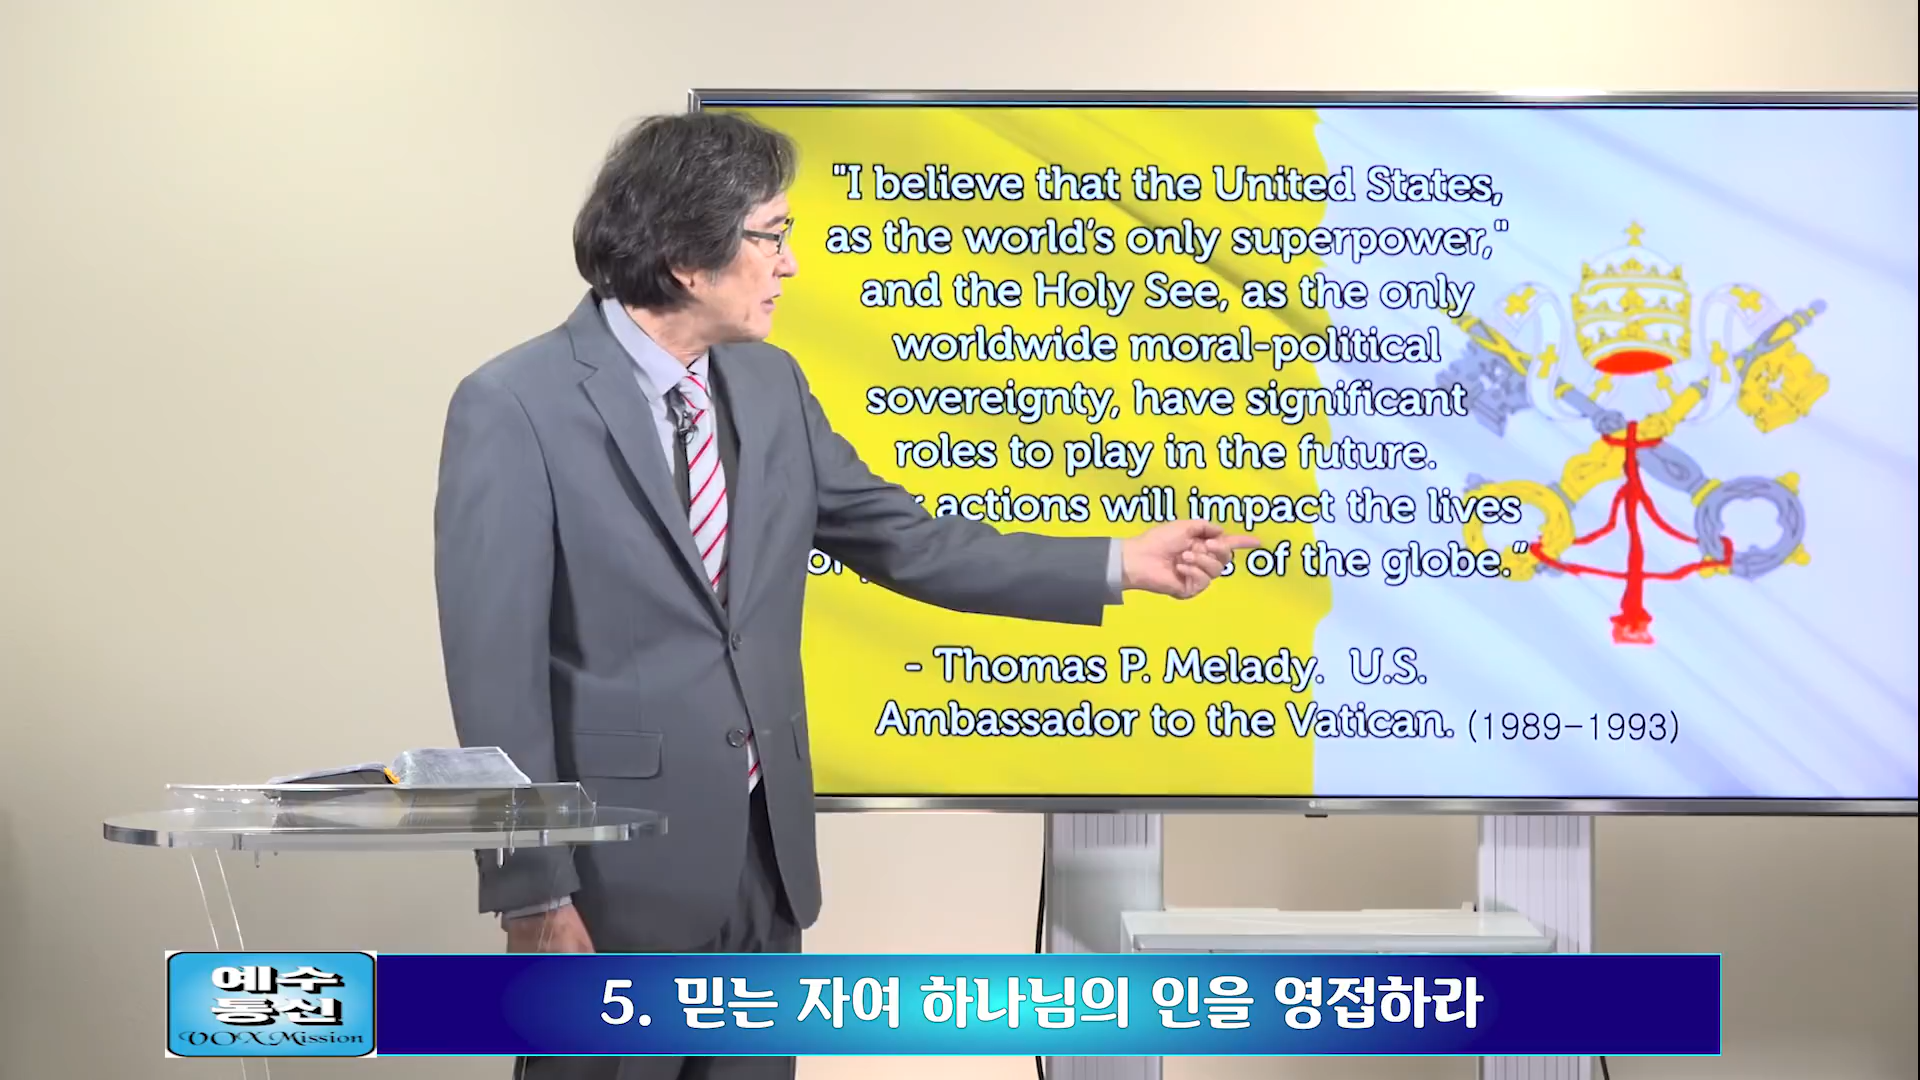 "I believe that the United States,
as the world's only superpower,"
and the Holy See, as the only
worldwide moral-political
sovereignty, have significant
roles to play in the future.
actions will impact the lives
of the globe."
- Thomas P. Melady. U.S.
Ambassador to the Vatican. (1989-1993)
LG
예수
통신
VOX Mission
5. 믿는 자여 하나님의 인을 영접하라